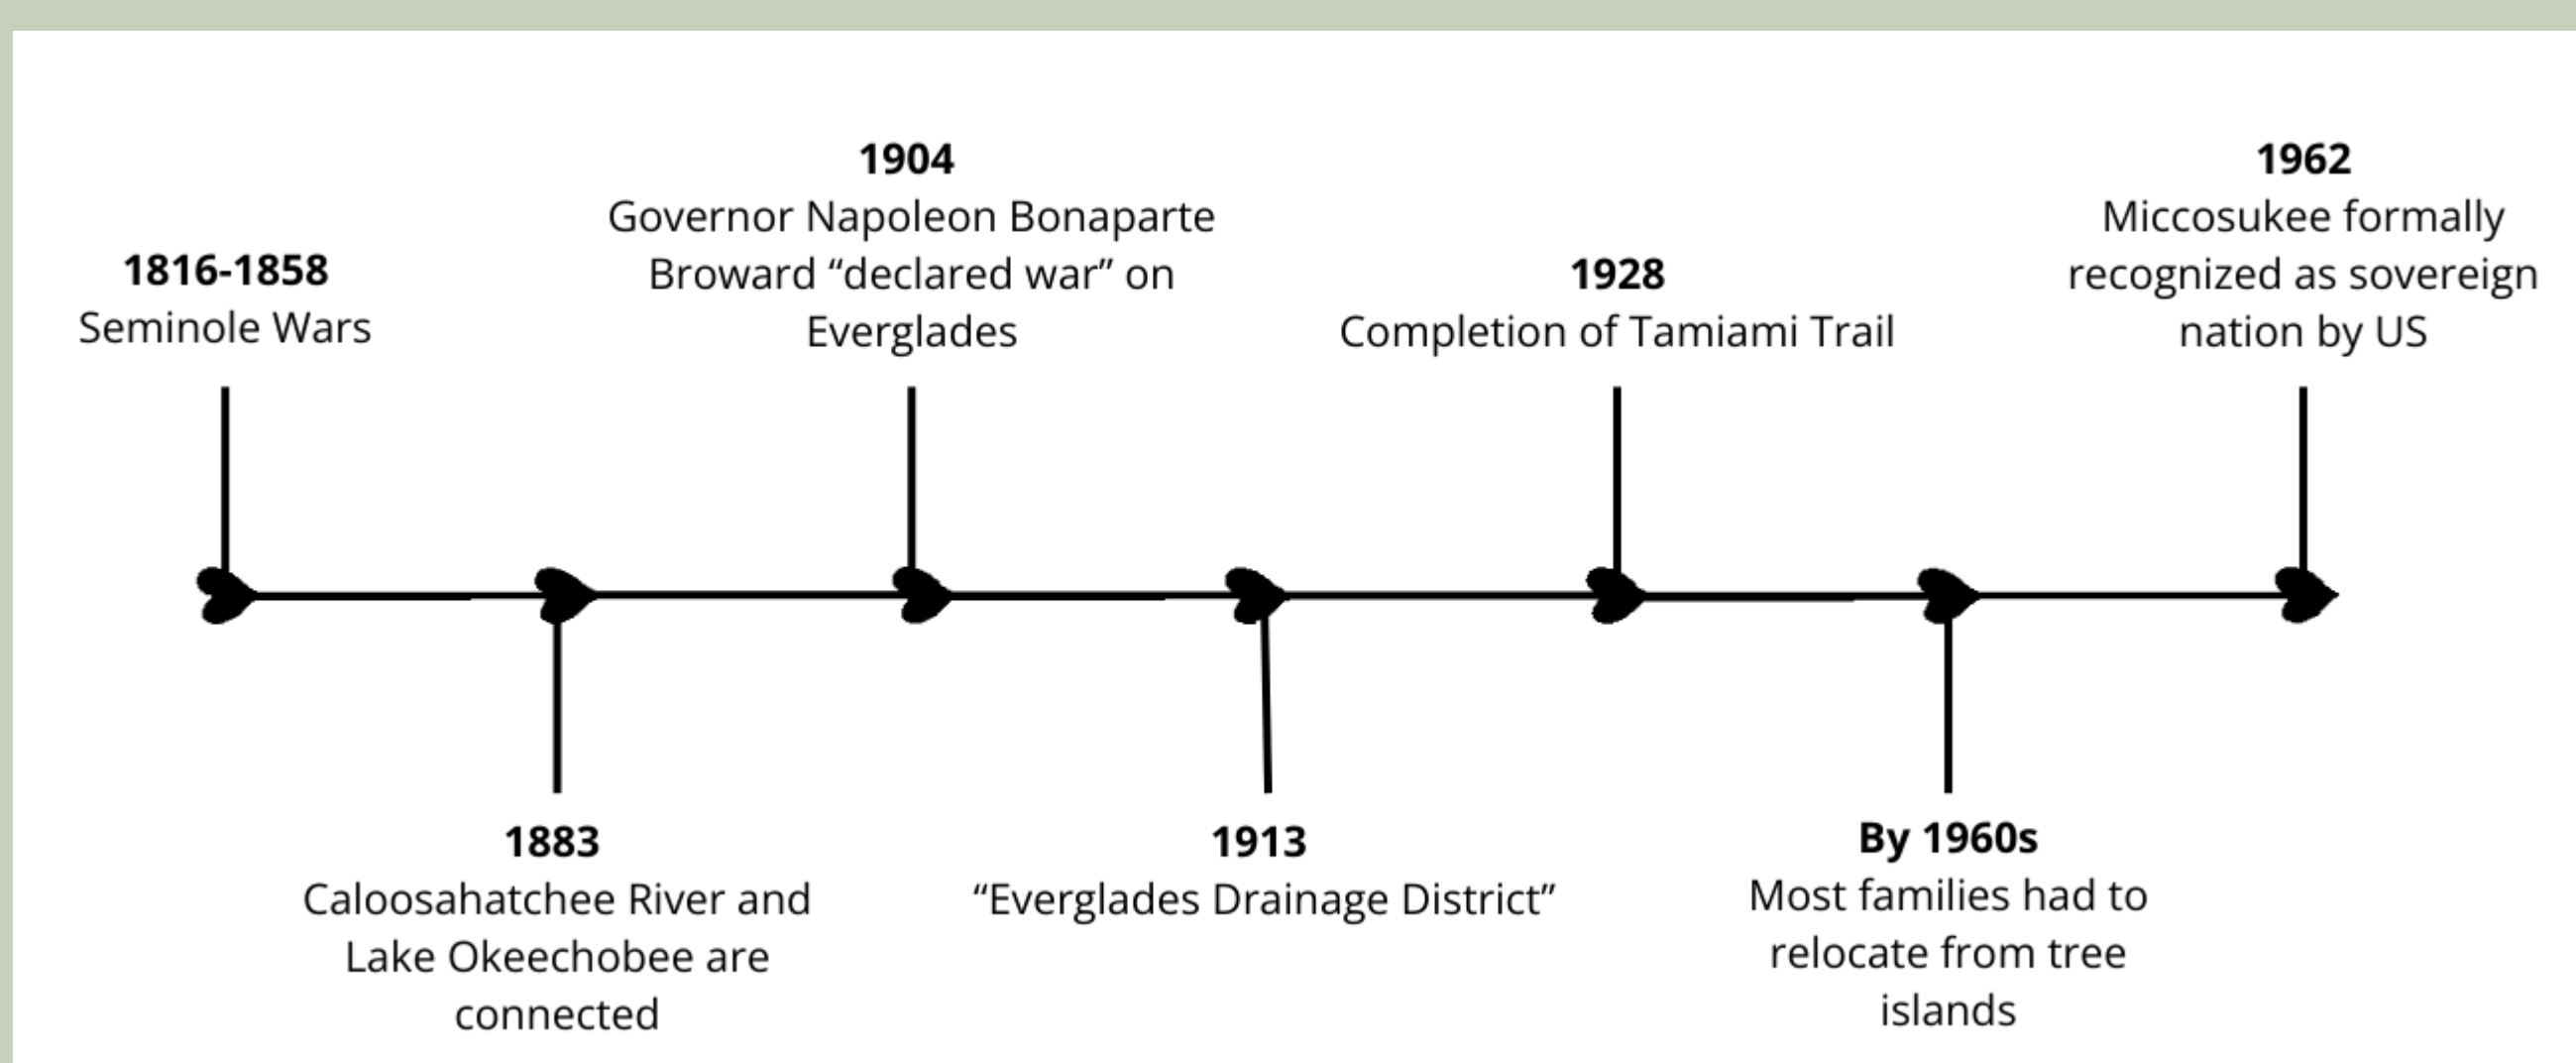 1816-1858
Seminole Wars
1883
Caloosahatchee River and
Lake Okeechobee are
connected
1904
Governor Napoleon Bonaparte
Broward “declared war” on
Everglades
1913
“Everglades Drainage District”
1928
Completion of Tamiami Trail
By 1960s
Most families had to
relocate from tree
islands
1962
Miccosukee formally
recognized as sovereign
nation by US